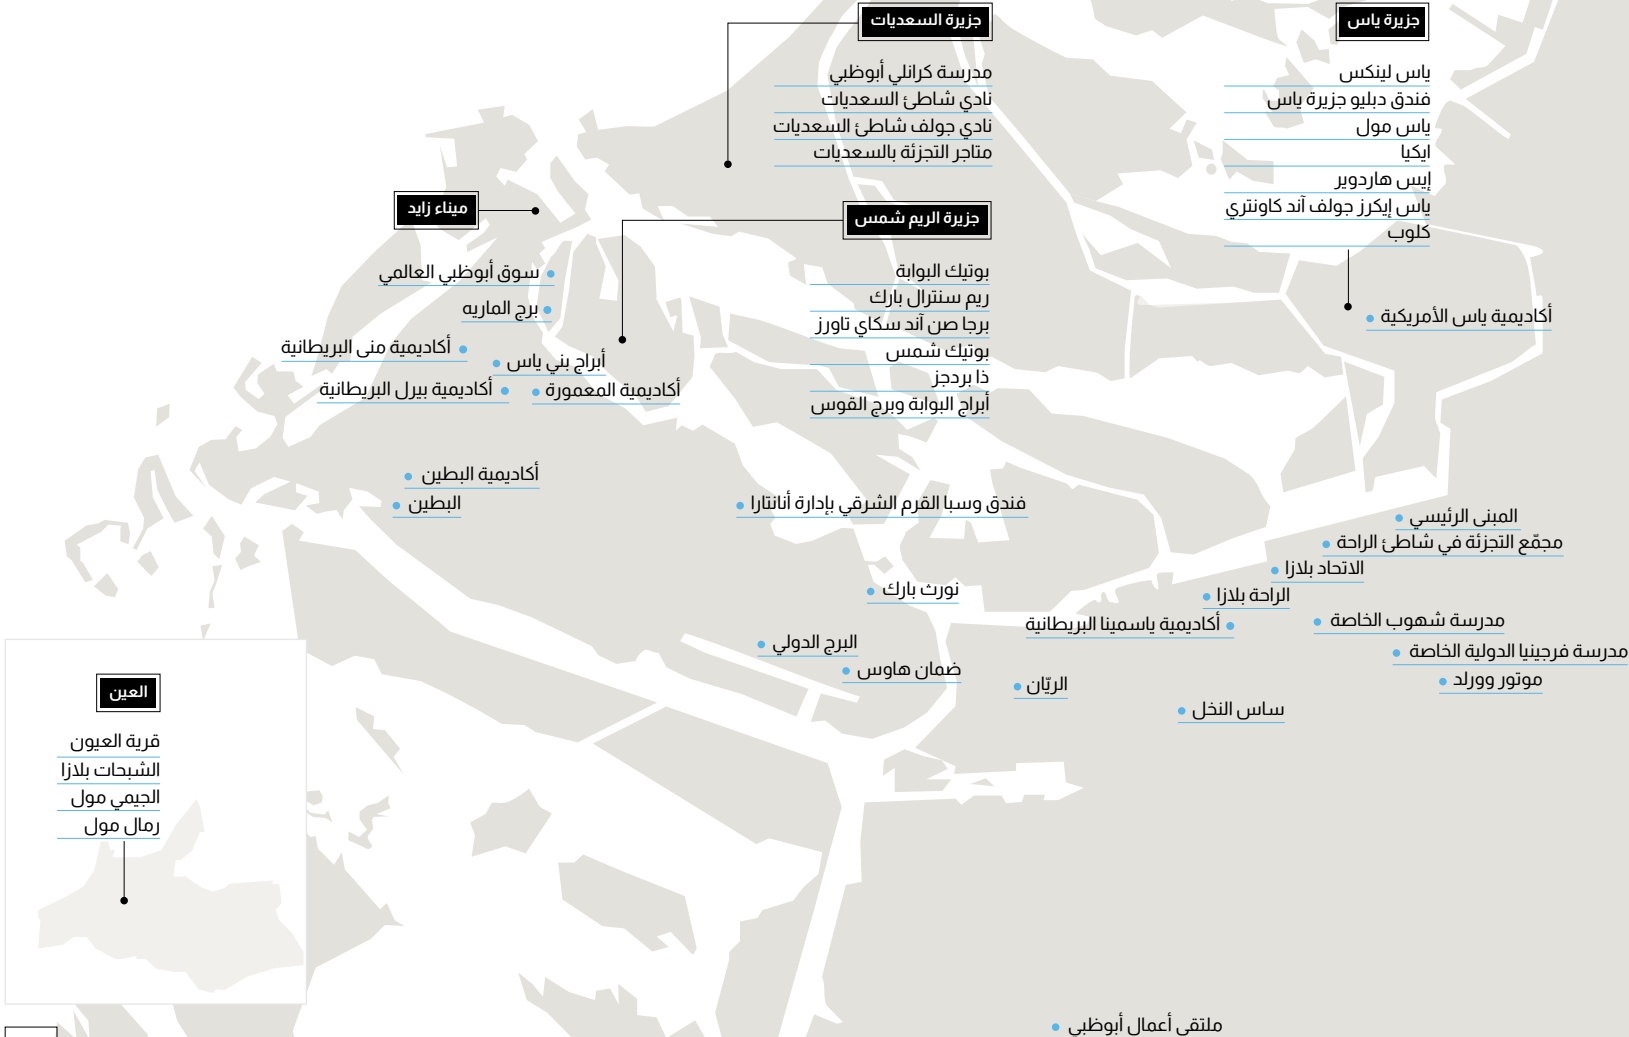 جزيرة ياس
ياس لينكس
فندق دبليو جزيرة ياس
ياس مول
ايكيا
إيس هاردوير
ياس إيكرز جولف آند كاونتري
كلوب
أكاديمية ياس الأمريكية
جزيرة السعديات
مدرسة كرانلي أبوظبي
نادي شاطئ السعديات
نادي جولف شاطئ السعديات
متاجر التجزئة بالسعديات
جزيرة الريم شمس
بوتيك البوابة
ريم سنترال بارك
برجا صن آند سكاي تاورز
بوتيك شمس
ذا بردجز
أبراج البوابة وبرج القوس
ميناء زايد
سوق أبوظبي العالمي
برج الماريه
أكاديمية منى البريطانية
أبراج بني ياس
أكاديمية المعمورة
أكاديمية بيرل البريطانية
أكاديمية البطين
البطين
فندق وسبا القرم الشرقي بإدارة أنانتارا
المبنى الرئيسي
مجمّع التجزئة في شاطئ الراحة
الاتحاد بلازا
الراحة بلازا
نورث بارك
مدرسة شهوب الخاصة
أكاديمية ياسمينا البريطانية
البرج الدولي
مدرسة فرجينيا الدولية الخاصة
ضمان هاوس
موتور وورلد
الريّان
ساس النخل
العين
قرية العيون
الشبحات بلازا
الجيمي مول
رمال مول
ملتقى أعمال أبوظبي